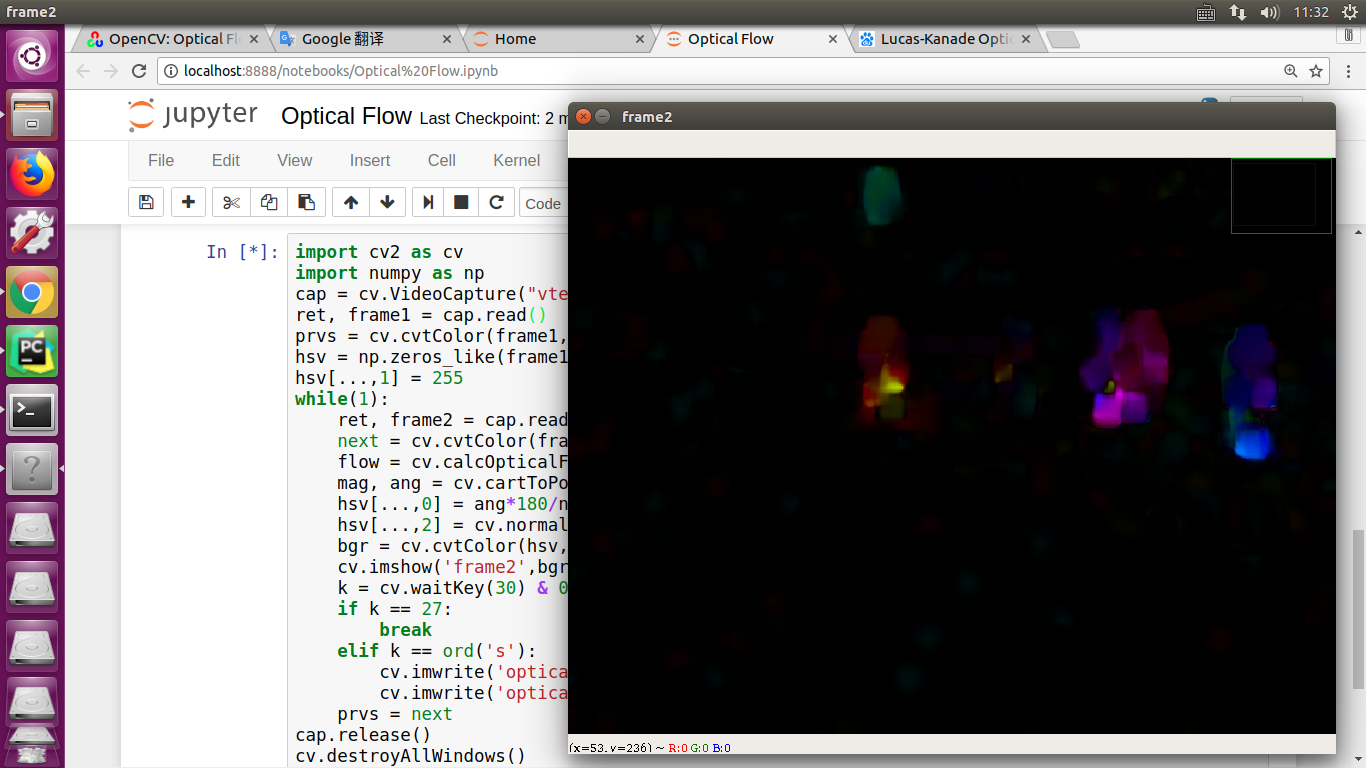 frame2
11:32
OpenCV: Optical Fl
Google 翻译
Home
Optical Flow
Lucas-Kanade Opti
localhost:8888/notebooks/Optical%20Flow.ipynb
jupyter Optical Flow Last Checkpoint: 2 m
frame2
File Edit View Insert Cell Kernel
Code
In [*]:
import cv2 as cv
import numpy as np
cap = cv.VideoCapture("vte
ret, frame1 = cap.read()
prvs = cv.cvtColor(frame1,
hsv = np.zeros_like(frame1
hsv[...,1] = 255
while(1):
ret, frame2 = cap.read
next = cv.cvtColor(fra
flow = cv.calcOpticalF
mag, ang = cv.cartToPo
hsv[...,0] = ang*180/n
hsv[...,2] = cv.normal
bgr = cv.cvtColor(hsv,
cv.imshow('frame2',bgr
k = cv.waitKey(30) & 0
if k == 27:
break
elif k == ord('s'):
cv.imwrite('optica
cv.imwrite('optica
prvs = next
cap.release()
cv.destroyAllWindows()
PC
(x=53, y=236) ~ R:0 G:0 B:0